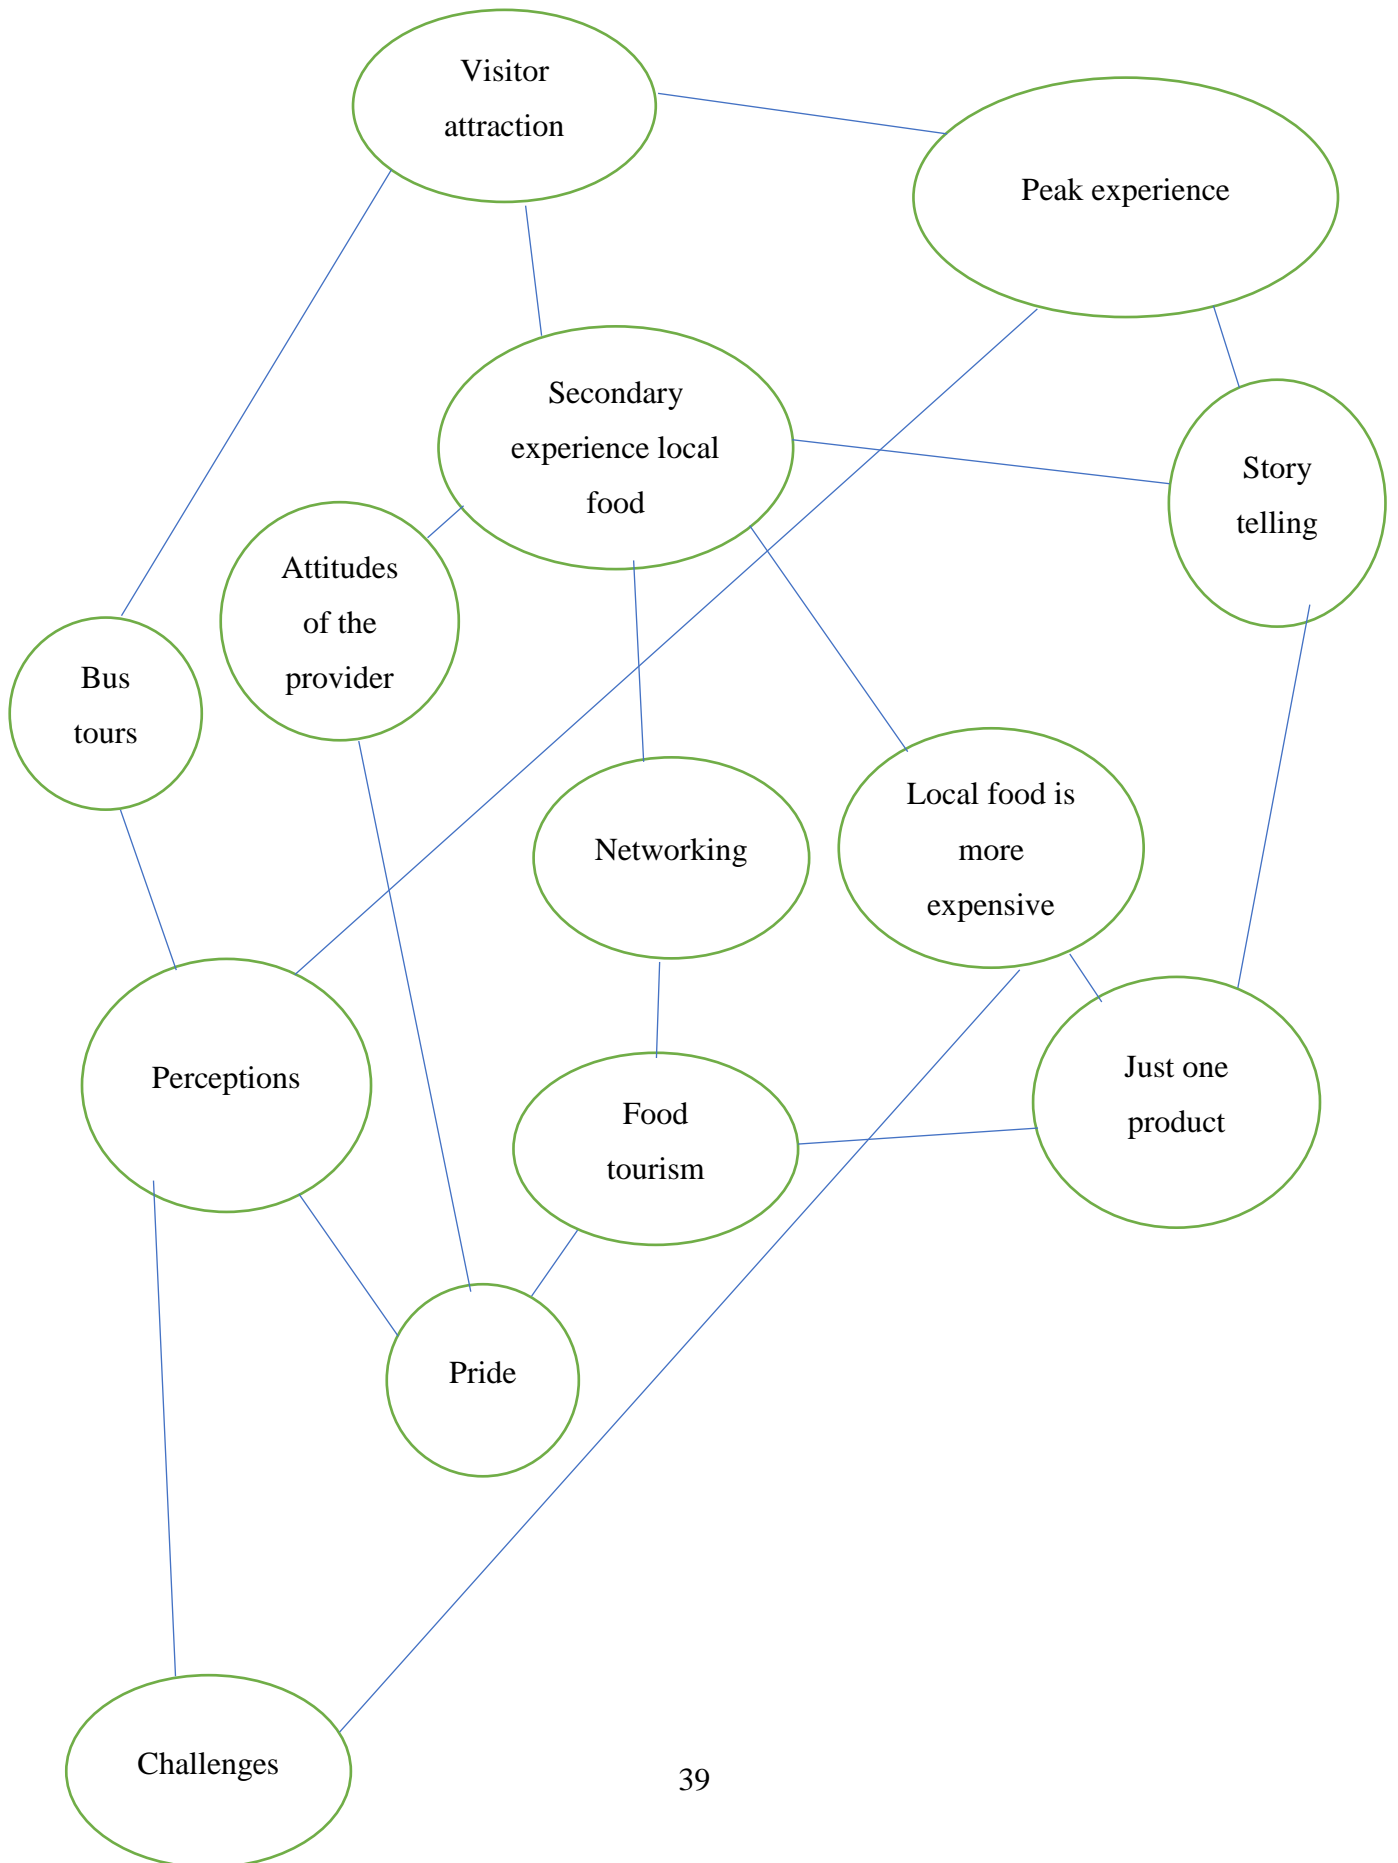 Visitor
attraction
Peak experience
Secondary
experience local
food
Story
telling
Attitudes
of the
provider
Bus
tours
Networking
Local food is
more
expensive
Perceptions
Food
tourism
Just one
product
Pride
Challenges
39